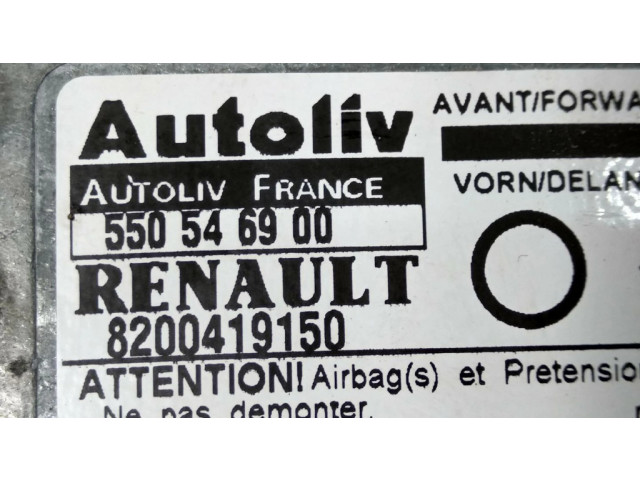 Autoliv
AVANT/FORWA
AUTOLIV FRANCE
VORN/DELAN
550 54 69 00
RENAULT
8200419150
ATTENTION! Airbag(s) et Pretension
Ne pas demonter.